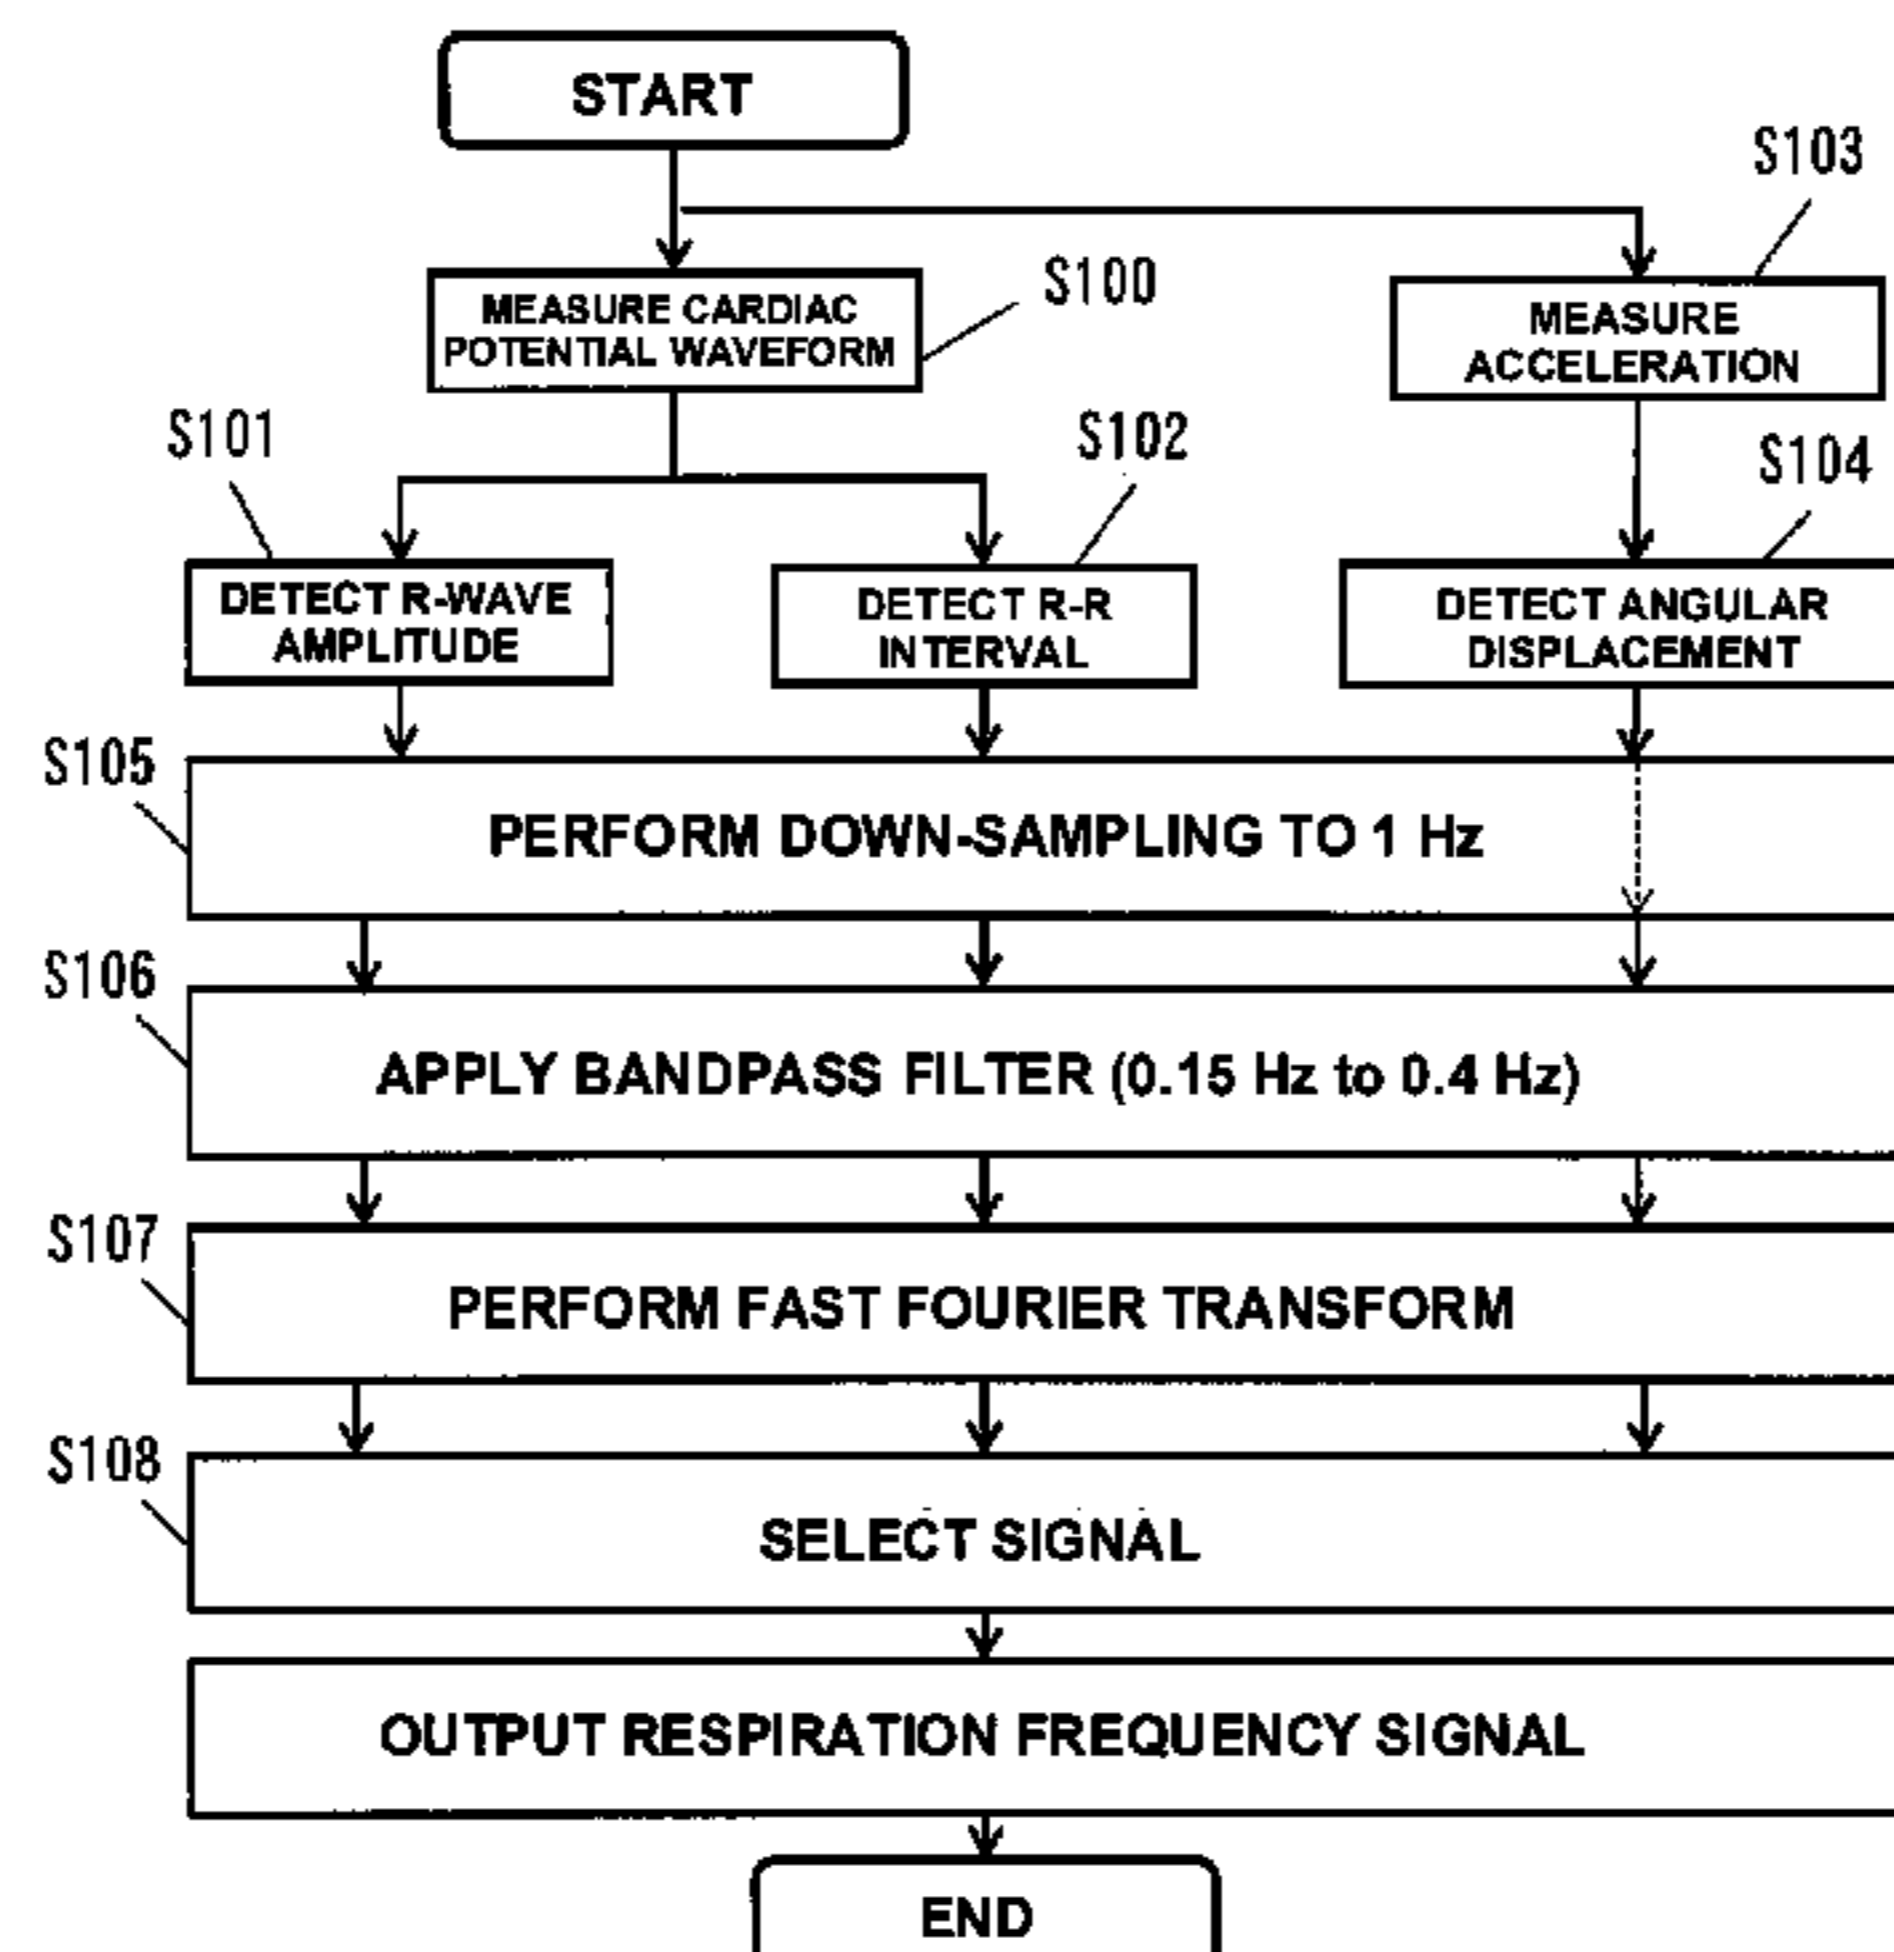 START
S103
MEASURE CARDIAC
POTENTIAL WAVEFORM
S100
MEASURE
ACCELERATION
S101
S102
S104
DETECT R-WAVE
AMPLITUDE
DETECT R-R
INTERVAL
DETECT ANGULAR
DISPLACEMENT
S105
PERFORM DOWN-SAMPLING TO 1 Hz
S106
APPLY BANDPASS FILTER (0.15 Hz to 0.4 Hz)
S107
PERFORM FAST FOURIER TRANSFORM
S108
SELECT SIGNAL
OUTPUT RESPIRATION FREQUENCY SIGNAL
END